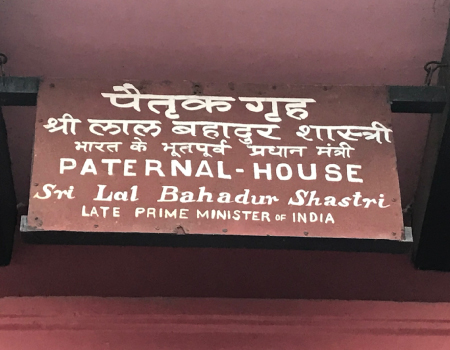 पैतृक गृह
श्री लाल बहादुर शास्त्री
भारत के भूतपूर्व प्रधान मंत्री
PATERNAL-HOUSE
Sri Lal Bahadur Shastri
LATE PRIME MINISTER OF INDIA